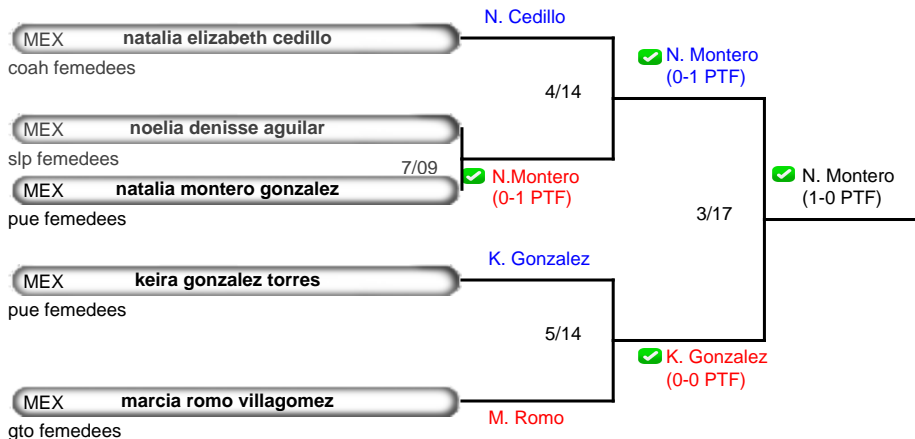 N. Cedillo
MEX natalia elizabeth cedillo
coah femedees
N. Montero
(0-1 PTF)
4/14
MEX noelia denisse aguilar
slp femedees
7/09
MEX natalia montero gonzalez
pue femedees
N.Montero
(0-1 PTF)
N. Montero
(1-0 PTF)
3/17
K. Gonzalez
MEX keira gonzalez torres
pue femedees
5/14
K. Gonzalez
(0-0 PTF)
MEX marcia romo villagomez
gto femedees
M. Romo